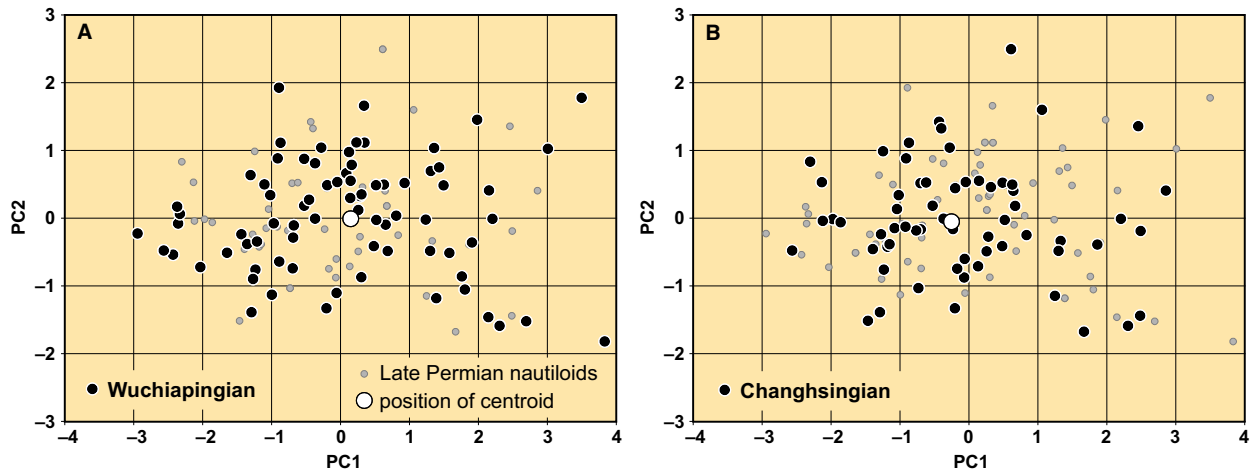 A
3
2
1
0
–1
–2
–3
PC2
Wuchiapingian
Late Permian nautiloids
position of centroid
–4 –3 –2 –1 0 1 2 3 4
PC1
B
3
2
1
0
–1
–2
–3
PC2
Changhsingian
–4 –3 –2 –1 0 1 2 3 4
PC1